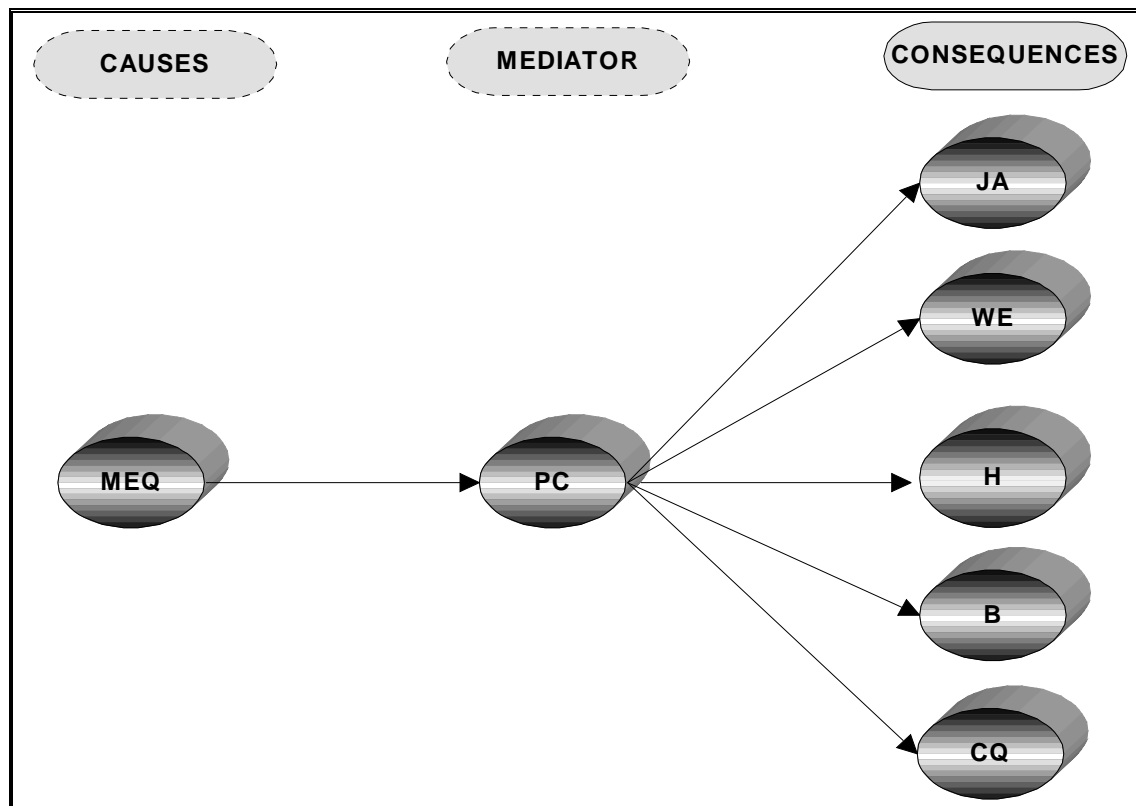 CAUSES
MEDIATOR
CONSEQUENCES
JA
WE
MEQ
PC
H
B
CQ